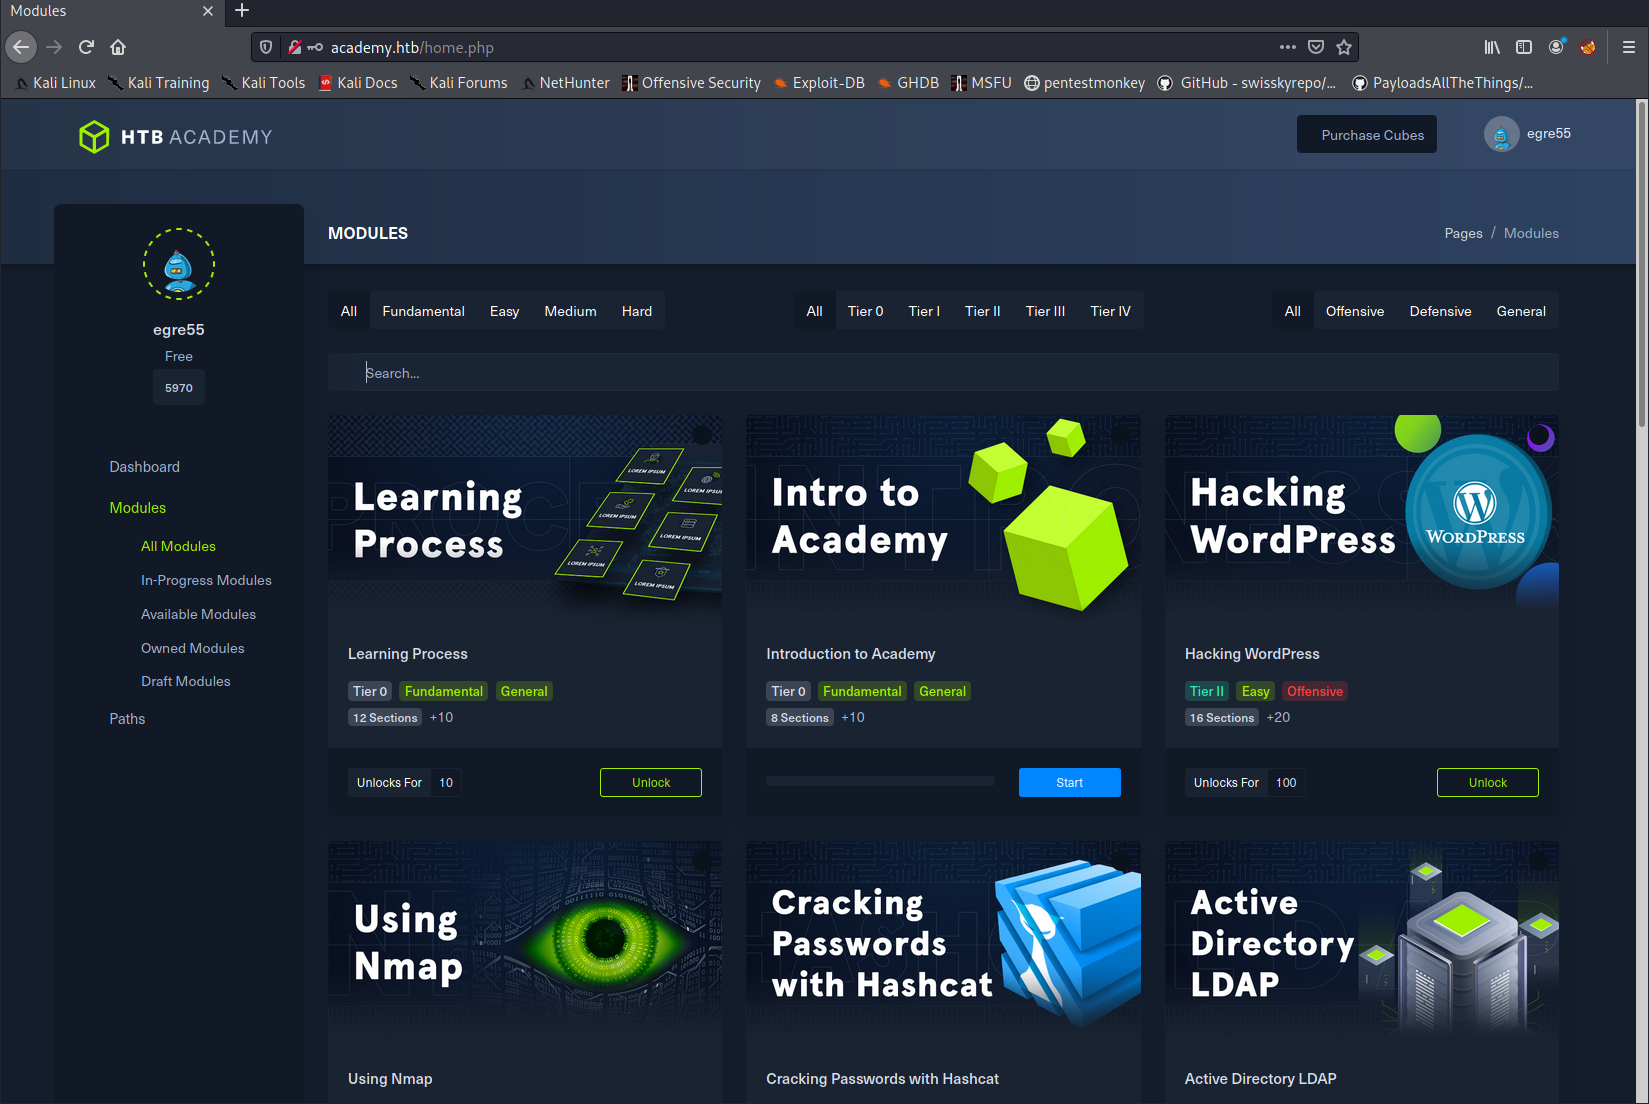 Modules
academy.htb/home.php
Kali Linux Kali Training Kali Tools Kali Docs Kali Forums NetHunter Offensive Security Exploit-DB GHDB MSFU pentestmonkey GitHub - swisskyrepo/... PayloadsAllTheThings/...
HTB ACADEMY
Purchase Cubes
egre55
egre55
Free
5970
Dashboard
Modules
All Modules
In-Progress Modules
Available Modules
Owned Modules
Draft Modules
Paths
MODULES
Pages / Modules
All Fundamental Easy Medium Hard
All Tier 0 Tier I Tier II Tier III Tier IV
All Offensive Defensive General
Search...
Learning
Process
LOREM IPSUM
LOREM IPSUM
LOREM IPSUM
LOREM IPSUM
LOREM IPSUM
Learning Process
Tier 0 Fundamental General
12 Sections +10
Unlocks For 10 Unlock
Intro to
Academy
Introduction to Academy
Tier 0 Fundamental General
8 Sections +10
Start
Hacking
WordPress
WORDPRESS
Hacking WordPress
Tier II Easy Offensive
16 Sections +20
Unlocks For 100 Unlock
Using
Nmap
Using Nmap
Cracking
Passwords
with Hashcat
Cracking Passwords with Hashcat
Active
Directory
LDAP
Active Directory LDAP